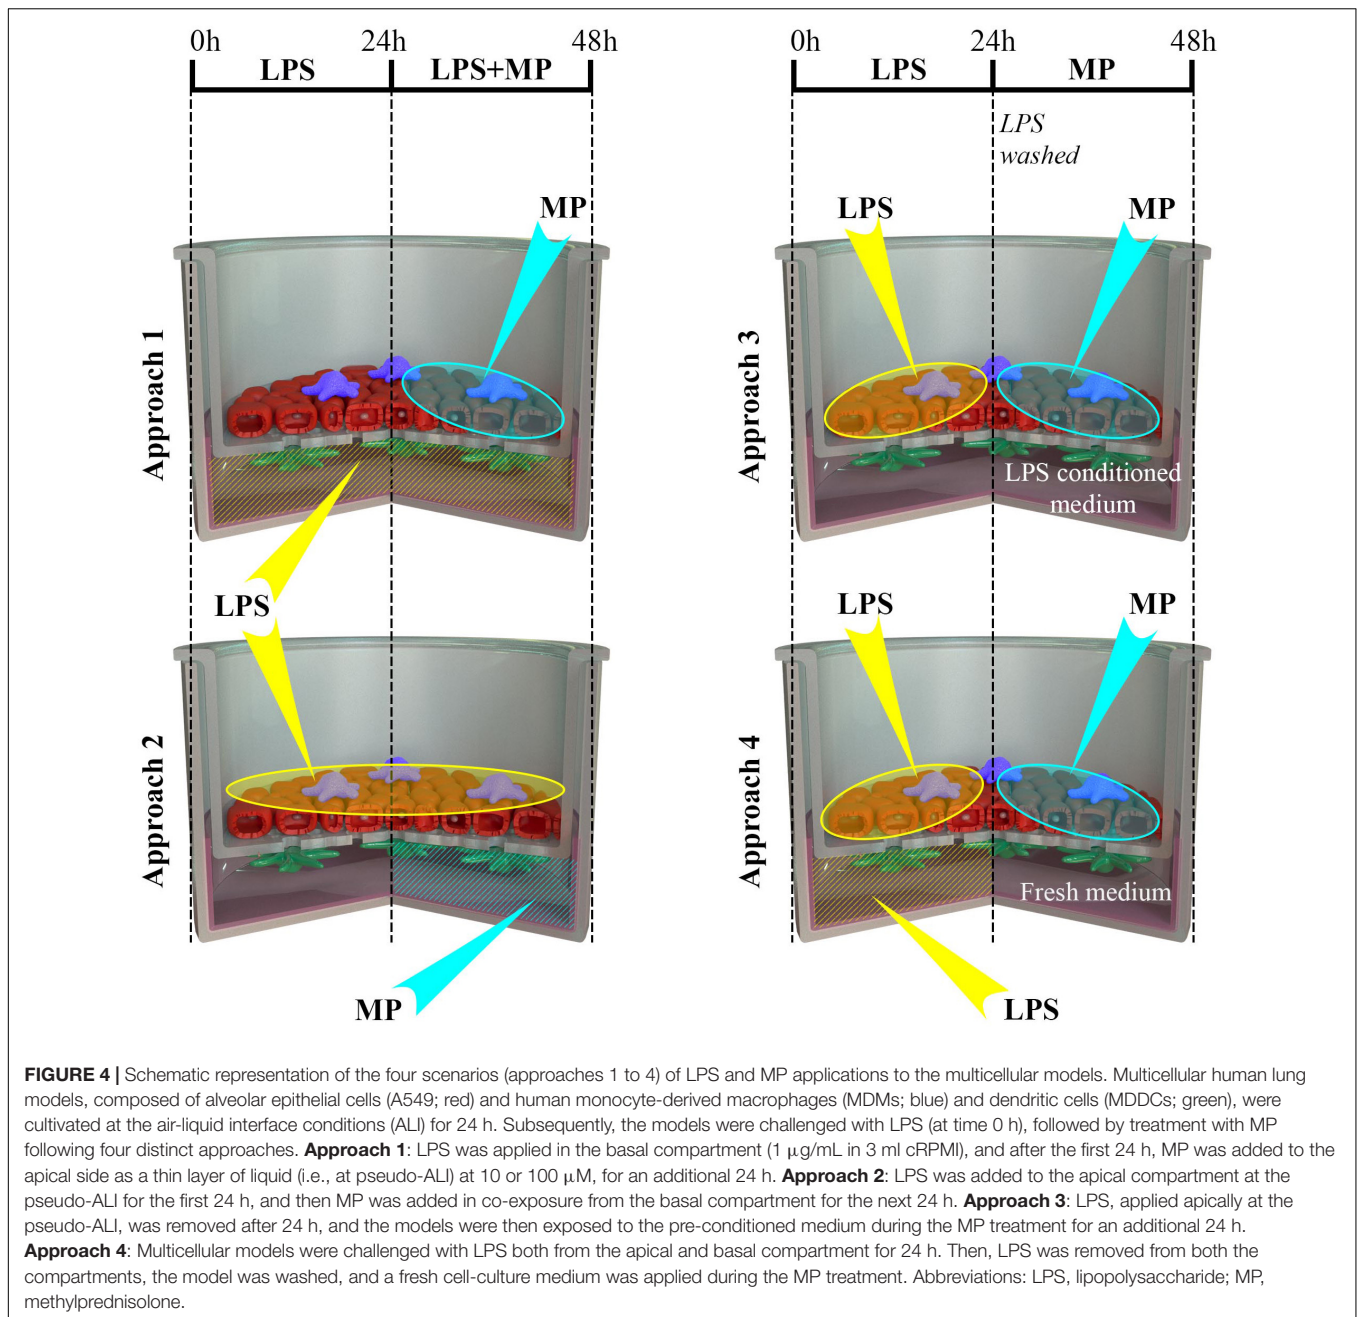 0h 24h 48h
LPS LPS+MP
MP
Approach 1
LPS
Approach 2
MP
0h 24h 48h
LPS MP
LPS
washed
LPS MP
Approach 3
LPS conditioned
medium
LPS MP
Approach 4
Fresh medium
LPS
FIGURE 4 | Schematic representation of the four scenarios (approaches 1 to 4) of LPS and MP applications to the multicellular models. Multicellular human lung
models, composed of alveolar epithelial cells (A549; red) and human monocyte-derived macrophages (MDMs; blue) and dendritic cells (MDDCs; green), were
cultivated at the air-liquid interface conditions (ALI) for 24 h. Subsequently, the models were challenged with LPS (at time 0 h), followed by treatment with MP
following four distinct approaches. Approach 1: LPS was applied in the basal compartment (1 μg/mL in 3 ml cRPMI), and after the first 24 h, MP was added to the
apical side as a thin layer of liquid (i.e., at pseudo-ALI) at 10 or 100 μM, for an additional 24 h. Approach 2: LPS was added to the apical compartment at the
pseudo-ALI for the first 24 h, and then MP was added in co-exposure from the basal compartment for the next 24 h. Approach 3: LPS, applied apically at the
pseudo-ALI, was removed after 24 h, and the models were then exposed to the pre-conditioned medium during the MP treatment for an additional 24 h.
Approach 4: Multicellular models were challenged with LPS both from the apical and basal compartment for 24 h. Then, LPS was removed from both the
compartments, the model was washed, and a fresh cell-culture medium was applied during the MP treatment. Abbreviations: LPS, lipopolysaccharide; MP,
methylprednisolone.